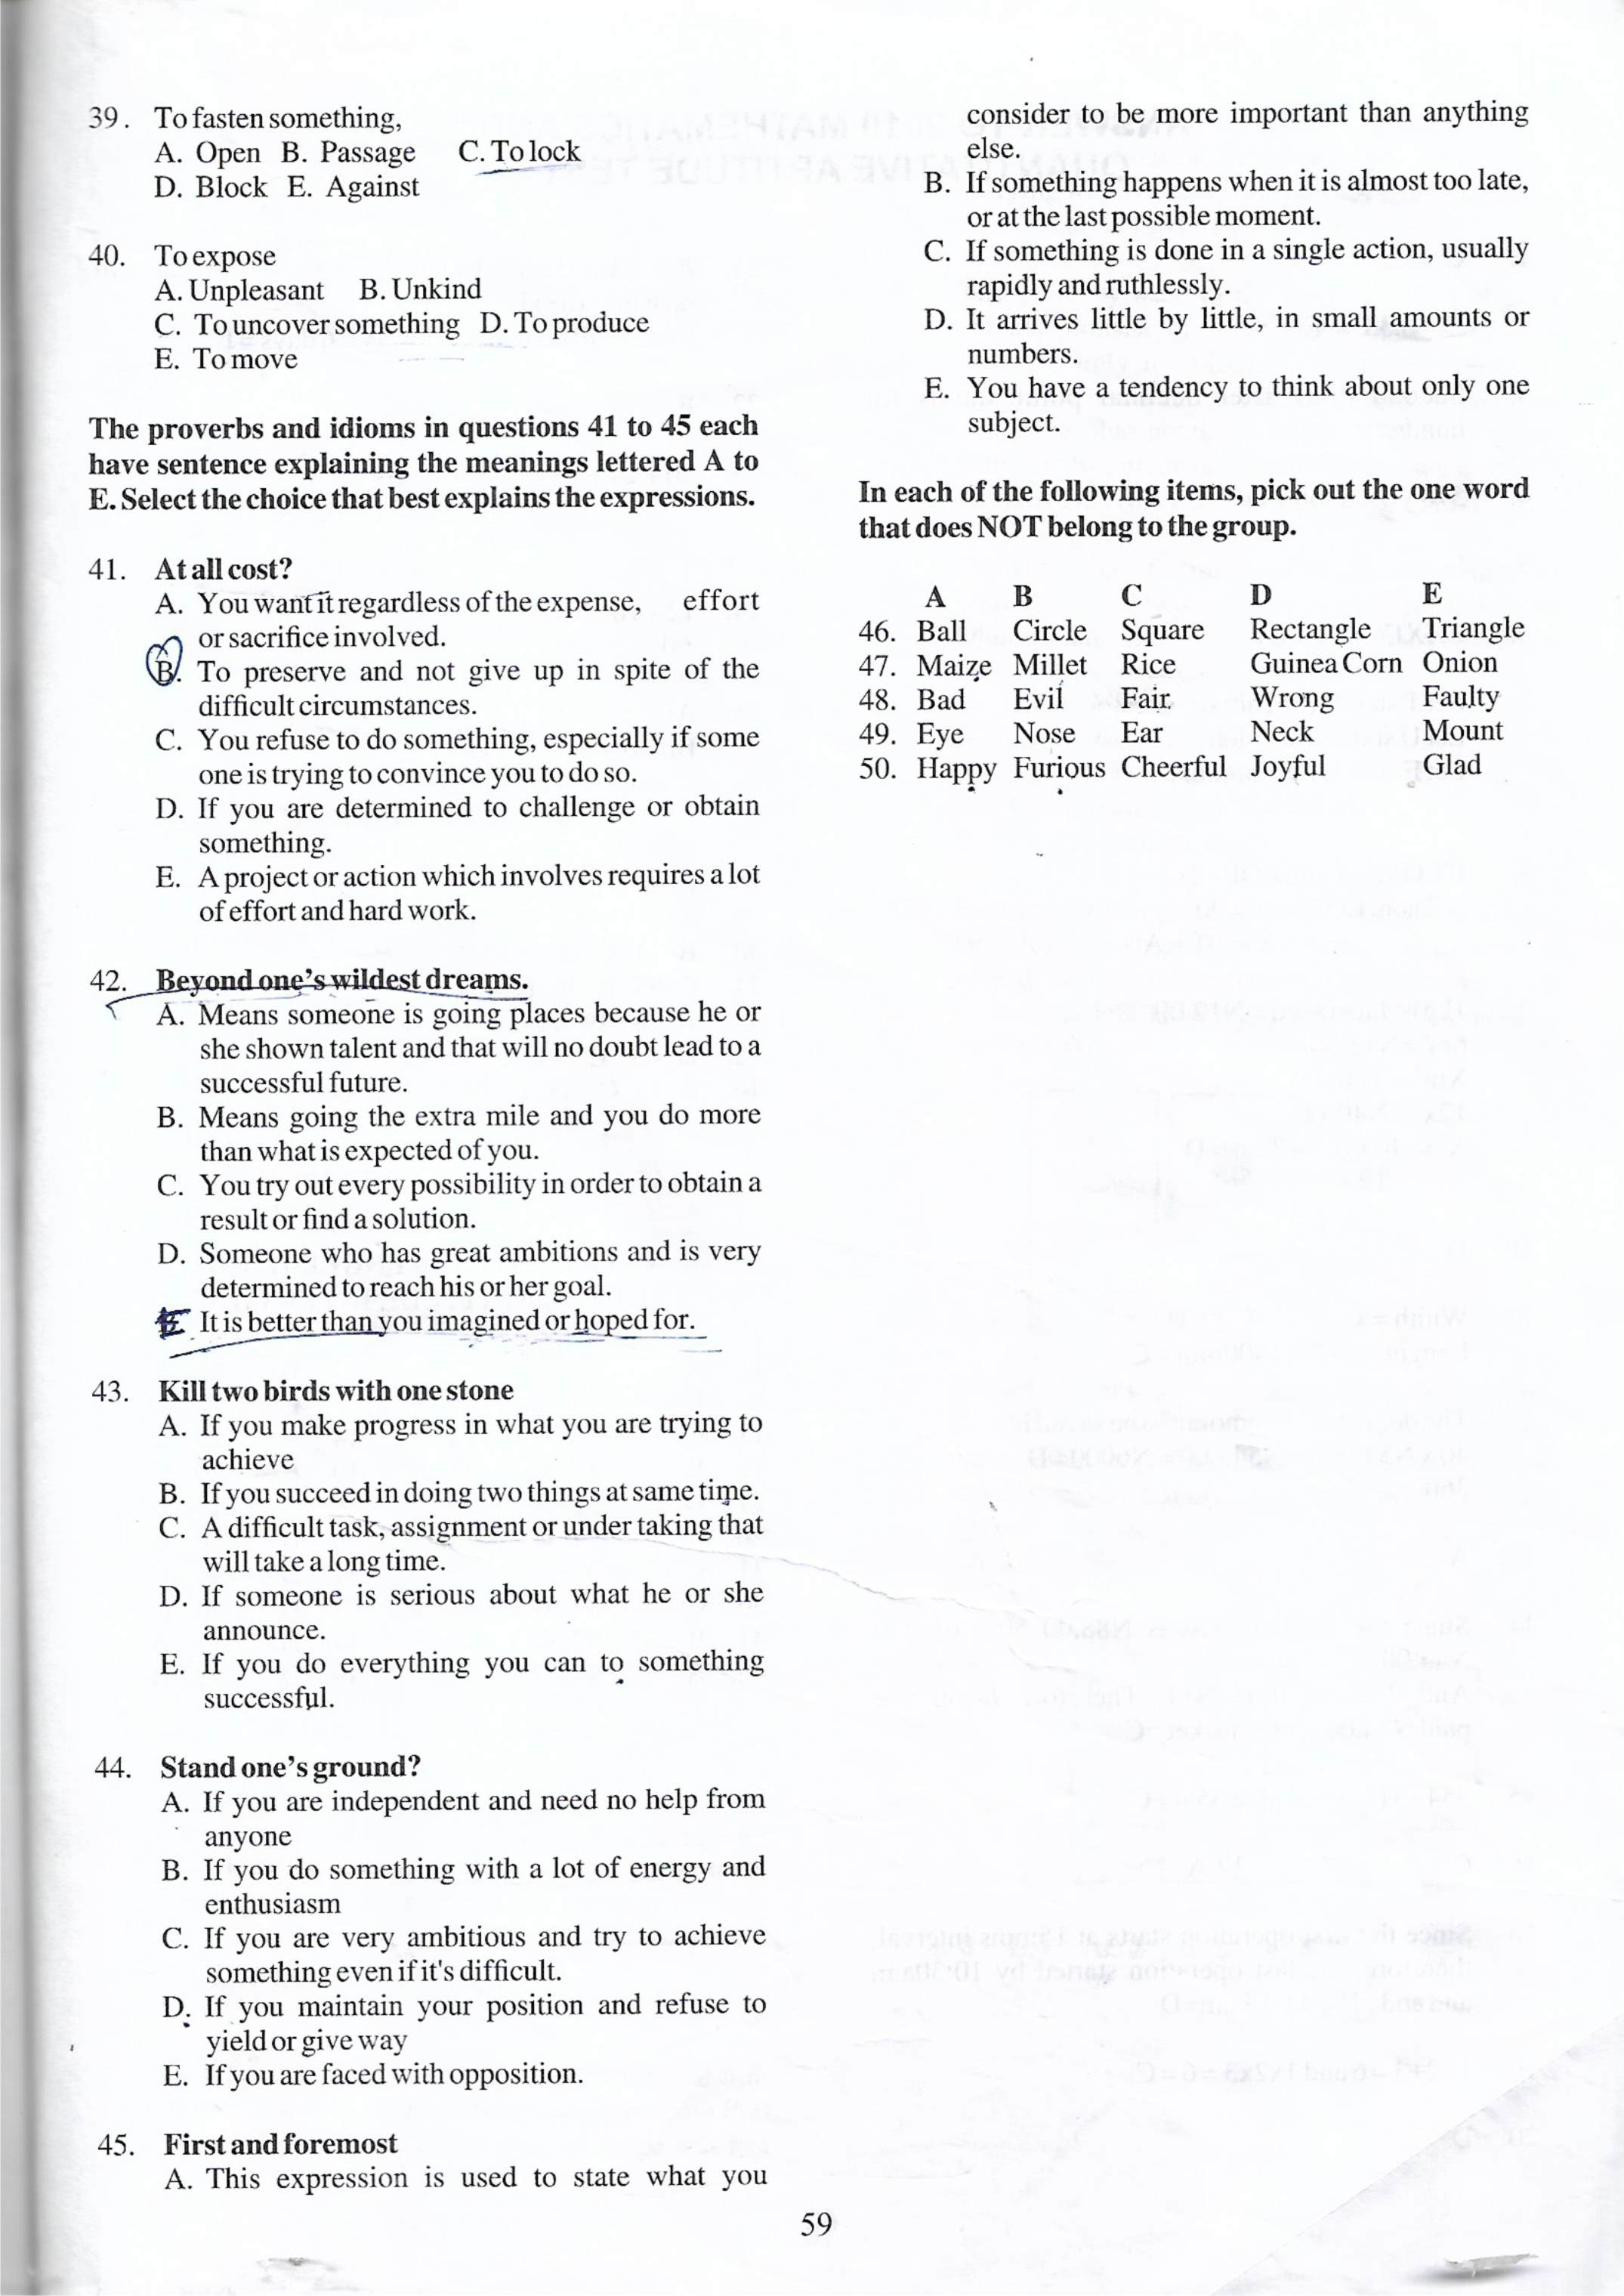 39. To fasten something,
A. Open B. Passage C. To lock
D. Block E. Against
40. To expose
A. Unpleasant B. Unkind
C. To uncover something D. To produce
E. To move
The proverbs and idioms in questions 41 to 45 each
have sentence explaining the meanings lettered A to
E. Select the choice that best explains the expressions.
41. At all cost?
A. You want it regardless of the expense, effort
or sacrifice involved.
B. To preserve and not give up in spite of the
difficult circumstances.
C. You refuse to do something, especially if some
one is trying to convince you to do so.
D. If you are determined to challenge or obtain
something.
E. A project or action which involves requires a lot
of effort and hard work.
42. Beyond one's wildest dreams.
A. Means someone is going places because he or
she shown talent and that will no doubt lead to a
successful future.
B. Means going the extra mile and you do more
than what is expected of you.
C. You try out every possibility in order to obtain a
result or find a solution.
D. Someone who has great ambitions and is very
determined to reach his or her goal.
E. It is better than you imagined or hoped for.
43. Kill two birds with one stone
A. If you make progress in what you are trying to
achieve
B. If you succeed in doing two things at same time.
C. A difficult task, assignment or under taking that
will take a long time.
D. If someone is serious about what he or she
announce.
E. If you do everything you can to something
successful.
44. Stand one's ground?
A. If you are independent and need no help from
anyone
B. If you do something with a lot of energy and
enthusiasm
C. If you are very ambitious and try to achieve
something even if it's difficult.
D. If you maintain your position and refuse to
yield or give way
E. If you are faced with opposition.
45. First and foremost
A. This expression is used to state what you
consider to be more important than anything
else.
B. If something happens when it is almost too late,
or at the last possible moment.
C. If something is done in a single action, usually
rapidly and ruthlessly.
D. It arrives little by little, in small amounts or
numbers.
E. You have a tendency to think about only one
subject.
In each of the following items, pick out the one word
that does NOT belong to the group.
A B C D E
46. Ball Circle Square Rectangle Triangle
47. Maize Millet Rice Guinea Corn Onion
48. Bad Evil Fair Wrong Faulty
49. Eye Nose Ear Neck Mount
50. Happy Furious Cheerful Joyful Glad
59